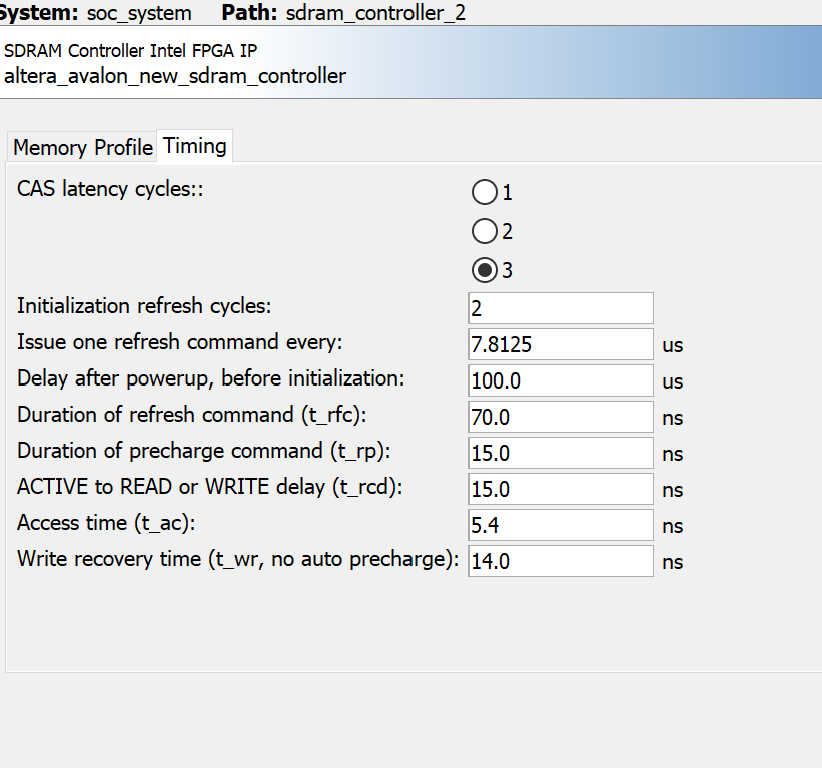 System: soc_system Path: sdram_controller_2
SDRAM Controller Intel FPGA IP
altera_avalon_new_sdram_controller
Memory Profile Timing
CAS latency cycles:: 1
2
3
Initialization refresh cycles: 2
Issue one refresh command every: 7.8125 us
Delay after powerup, before initialization: 100.0 us
Duration of refresh command (t_rfc): 70.0 ns
Duration of precharge command (t_rp): 15.0 ns
ACTIVE to READ or WRITE delay (t_rcd): 15.0 ns
Access time (t_ac): 5.4 ns
Write recovery time (t_wr, no auto precharge): 14.0 ns